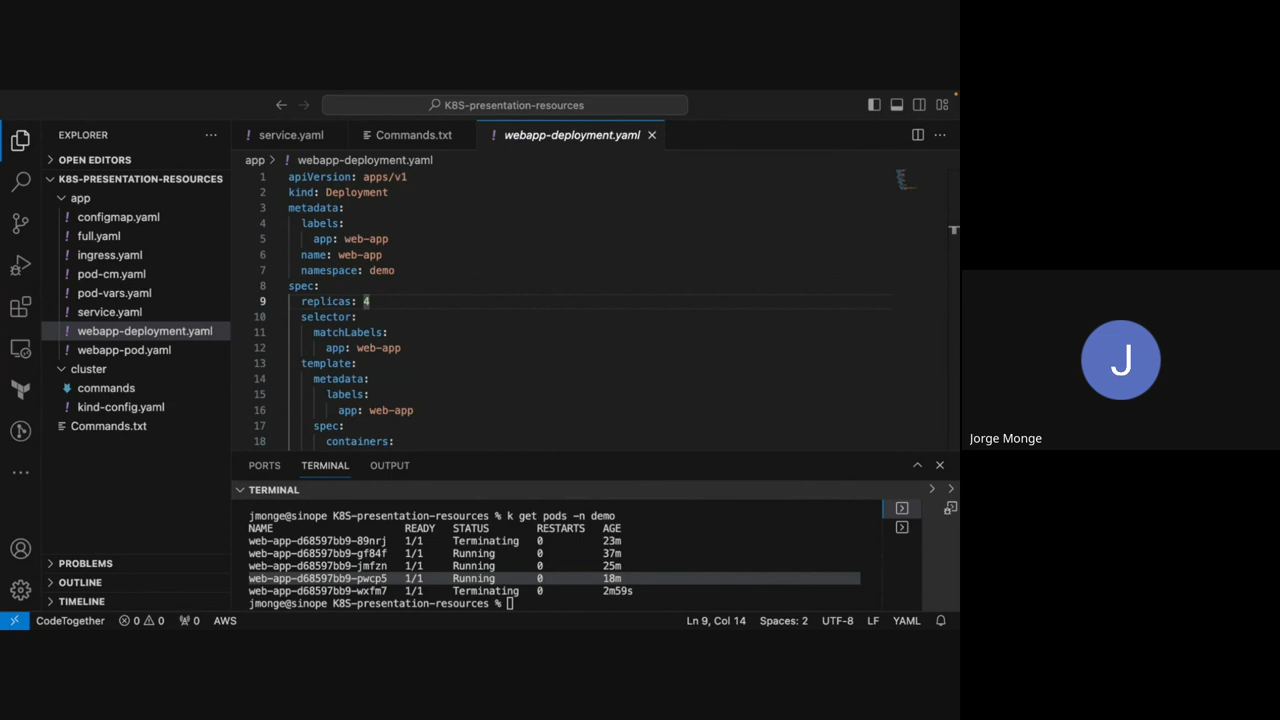 K8S-presentation-resources
EXPLORER
OPEN EDITORS
K8S-PRESENTATION-RESOURCES
app
! configmap.yaml
! full.yaml
! ingress.yaml
! pod-cm.yaml
! pod-vars.yaml
! service.yaml
! webapp-deployment.yaml
! webapp-pod.yaml
cluster
commands
! kind-config.yaml
Commands.txt
PROBLEMS
OUTLINE
TIMELINE
! service.yaml
Commands.txt
! webapp-deployment.yaml
app > ! webapp-deployment.yaml
1 apiVersion: apps/v1
2 kind: Deployment
3 metadata:
4 labels:
5 app: web-app
6 name: web-app
7 namespace: demo
8 spec:
9 replicas: 4
10 selector:
11 matchLabels:
12 app: web-app
13 template:
14 metadata:
15 labels:
16 app: web-app
17 spec:
18 containers:
PORTS TERMINAL OUTPUT
TERMINAL
jmonge@sinope K8S-presentation-resources % k get pods -n demo
NAME READY STATUS RESTARTS AGE
web-app-d68597bb9-89nrj 1/1 Terminating 0 23m
web-app-d68597bb9-gf84f 1/1 Running 0 37m
web-app-d68597bb9-jmfzn 1/1 Running 0 25m
web-app-d68597bb9-pwcp5 1/1 Running 0 18m
web-app-d68597bb9-wxfm7 1/1 Terminating 0 2m59s
jmonge@sinope K8S-presentation-resources %
CodeTogether 0 0 0 AWS
Ln 9, Col 14 Spaces: 2 UTF-8 LF YAML
J
Jorge Monge